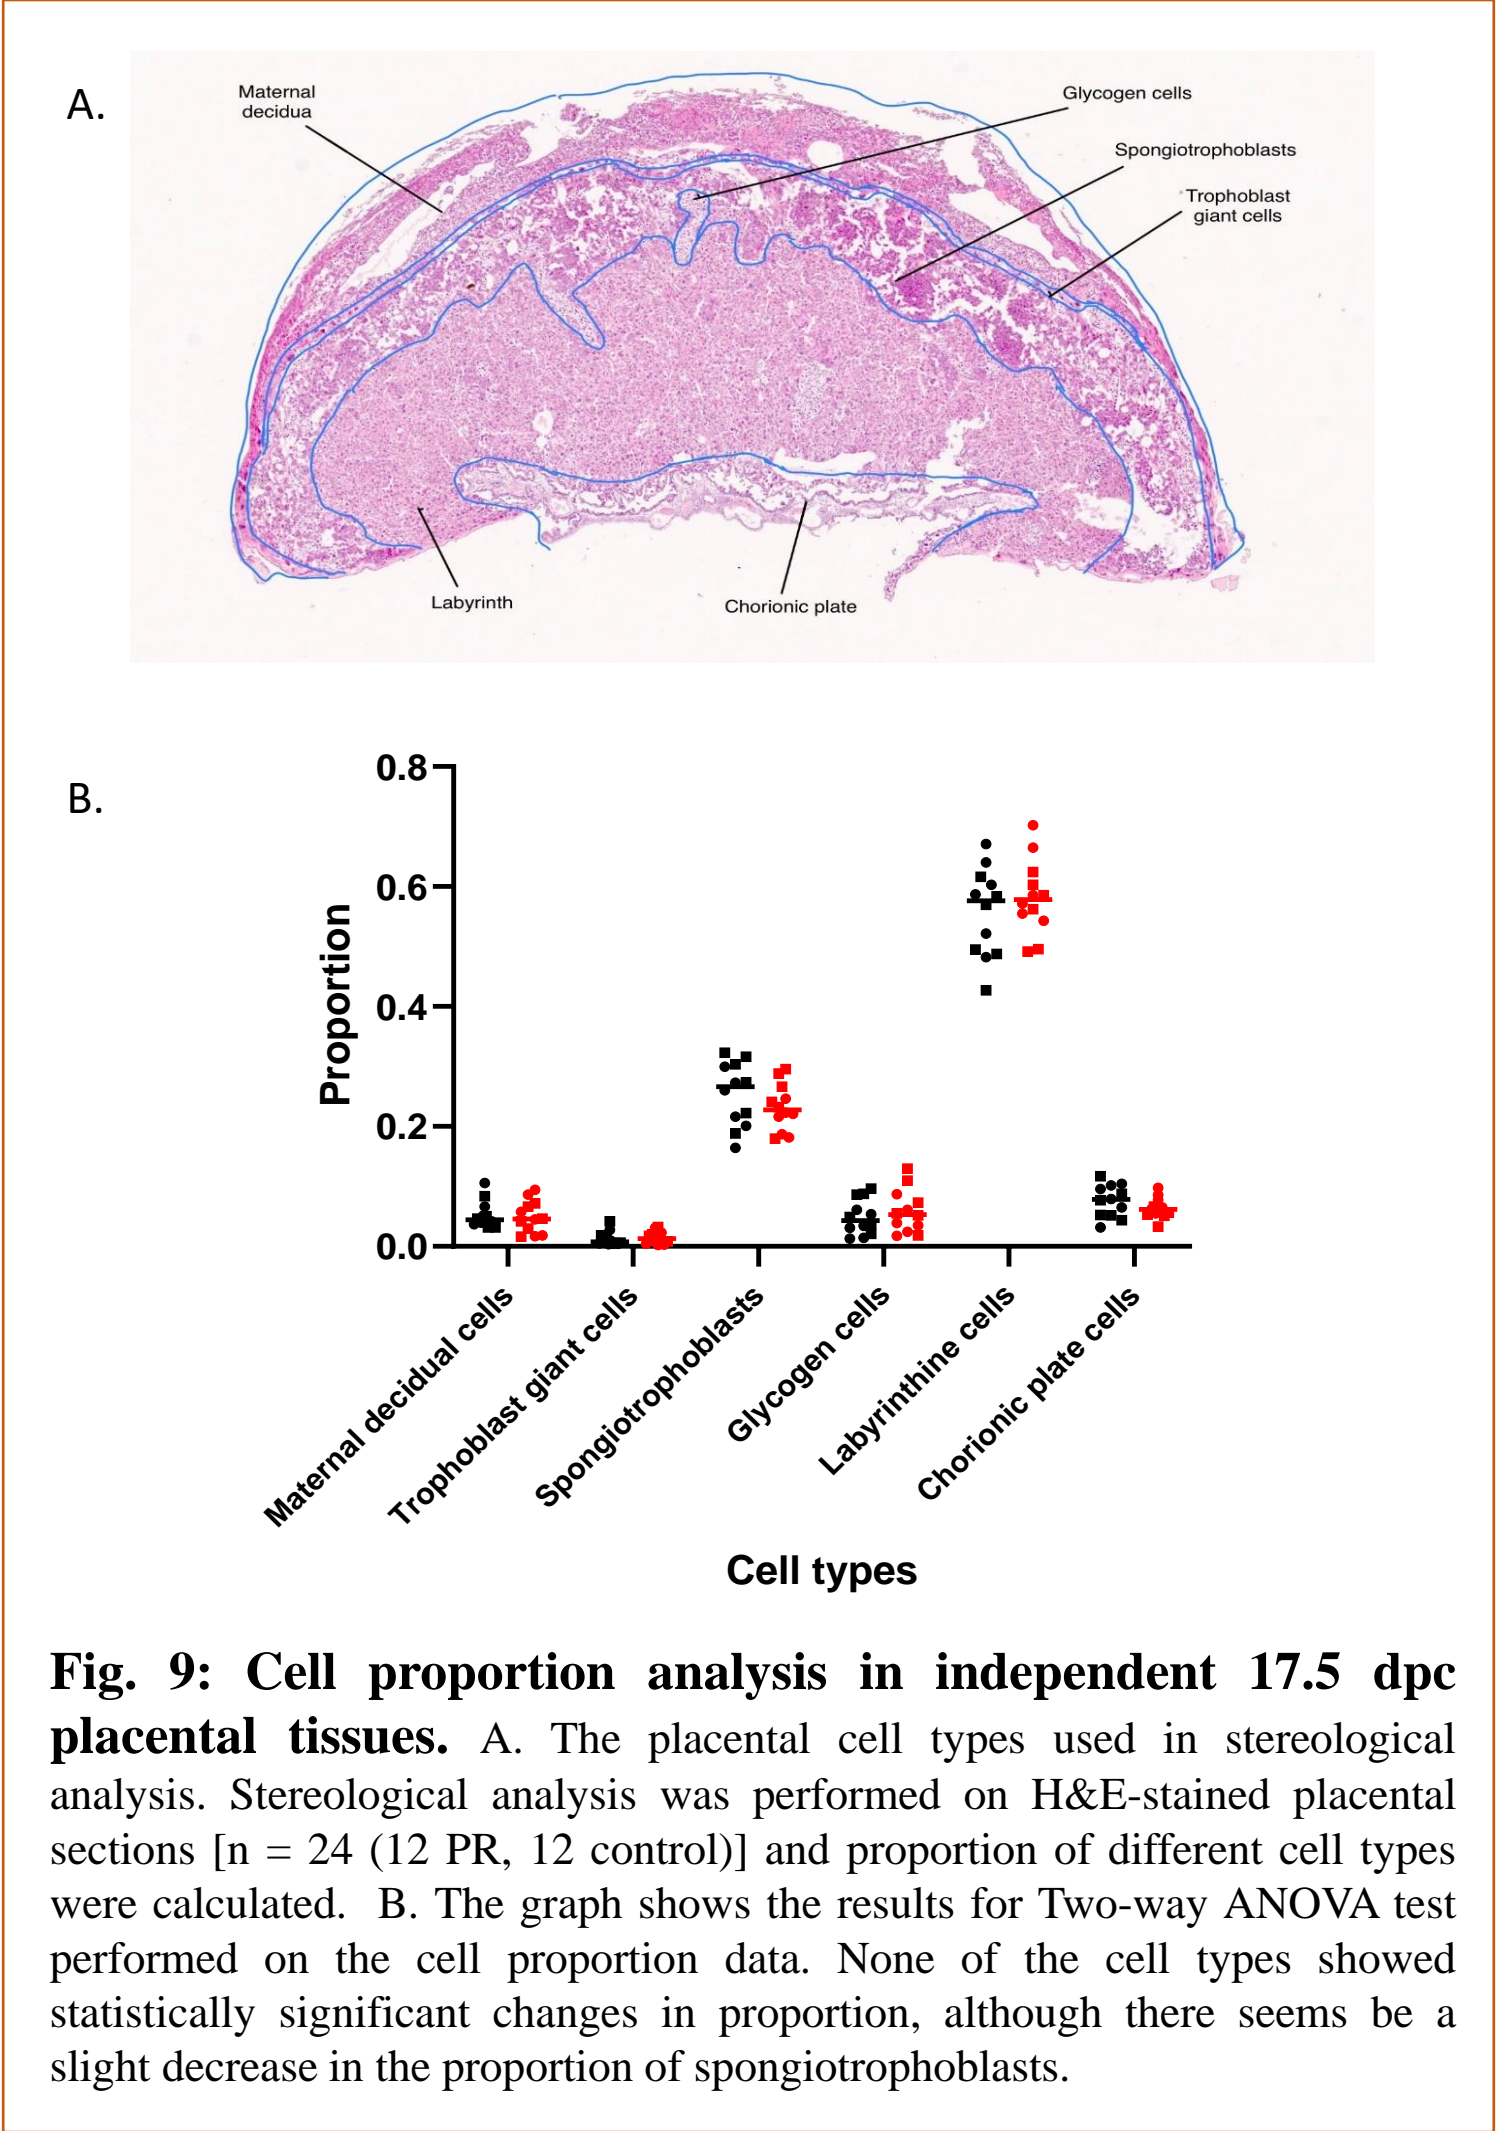 A.
Maternal
decidua
Glycogen cells
Spongiotrophoblasts
Trophoblast
giant cells
Labyrinth
Chorionic plate
B.
0.8
0.6
0.4
0.2
0.0
Proportion
Maternal decidual cells
Trophoblast giant cells
Spongiotrophoblasts
Glycogen cells
Labyrinthine cells
Chorionic plate cells
Cell types
Fig. 9: Cell proportion analysis in independent 17.5 dpc
placental tissues. A. The placental cell types used in stereological
analysis. Stereological analysis was performed on H&E-stained placental
sections [n = 24 (12 PR, 12 control)] and proportion of different cell types
were calculated. B. The graph shows the results for Two-way ANOVA test
performed on the cell proportion data. None of the cell types showed
statistically significant changes in proportion, although there seems be a
slight decrease in the proportion of spongiotrophoblasts.